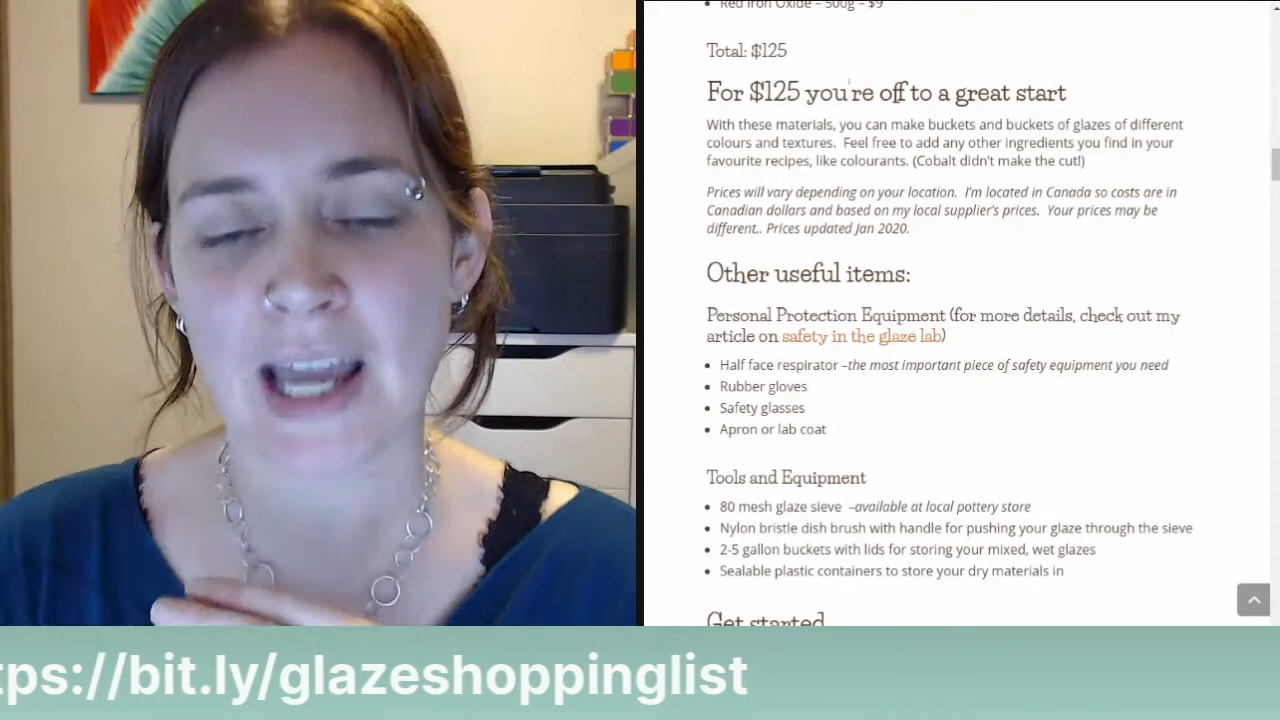 Red Iron Oxide – 500g – $9
Total: $125
For $125 you're off to a great start
With these materials, you can make buckets and buckets of glazes of different
colours and textures. Feel free to add any other ingredients you find in your
favourite recipes, like colourants. (Cobalt didn't make the cut!)
Prices will vary depending on your location. I'm located in Canada so costs are in
Canadian dollars and based on my local supplier's prices. Your prices may be
different.. Prices updated Jan 2020.
Other useful items:
Personal Protection Equipment (for more details, check out my
article on safety in the glaze lab)
Half face respirator –the most important piece of safety equipment you need
Rubber gloves
Safety glasses
Apron or lab coat
Tools and Equipment
80 mesh glaze sieve –available at local pottery store
Nylon bristle dish brush with handle for pushing your glaze through the sieve
2-5 gallon buckets with lids for storing your mixed, wet glazes
Sealable plastic containers to store your dry materials in
Get started
tps://bit.ly/glazeshoppinglist